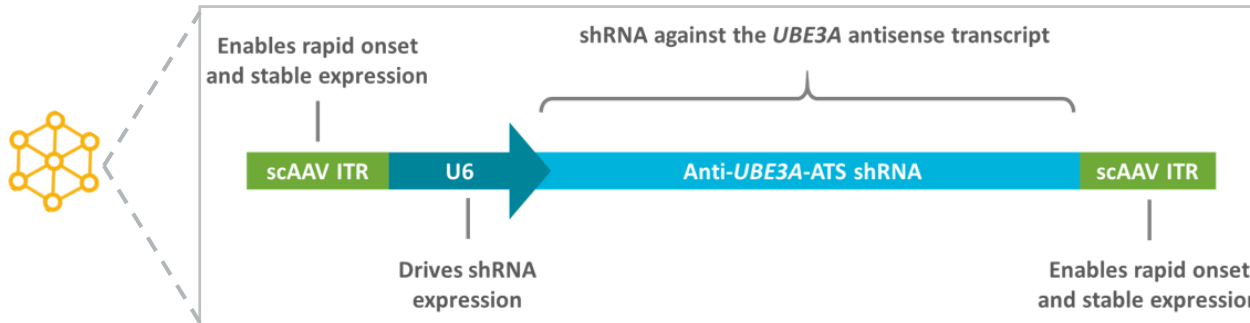 Enables rapid onset
and stable expression
shRNA against the UBE3A antisense transcript
scAAV ITR
U6
Anti-UBE3A-ATS shRNA
scAAV ITR
Drives shRNA
expression
Enables rapid onset
and stable expression